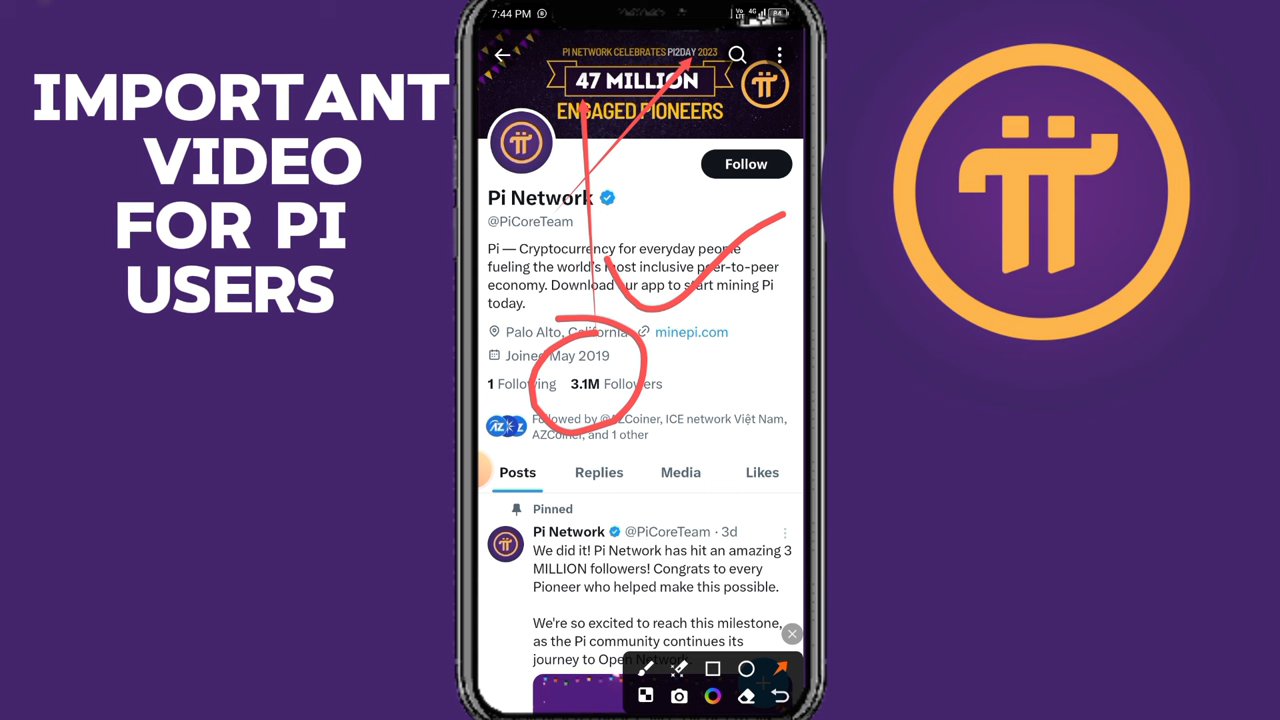 IMPORTANT
VIDEO
FOR PI
USERS
7:44 PM
Vo
LTE
4G
84
PI NETWORK CELEBRATES PI2DAY 2023
47 MILLION
ENGAGED PIONEERS
Follow
Pi Network
@PiCoreTeam
Pi — Cryptocurrency for everyday people
fueling the world's most inclusive peer-to-peer
economy. Download our app to start mining Pi
today.
Palo Alto, California minepi.com
Joined May 2019
1 Following 3.1M Followers
Followed by @AZCoiner, ICE network Việt Nam,
AZCoiner, and 1 other
Posts Replies Media Likes
Pinned
Pi Network @PiCoreTeam · 3d
We did it! Pi Network has hit an amazing 3
MILLION followers! Congrats to every
Pioneer who helped make this possible.
We're so excited to reach this milestone,
as the Pi community continues its
journey to Open Network.